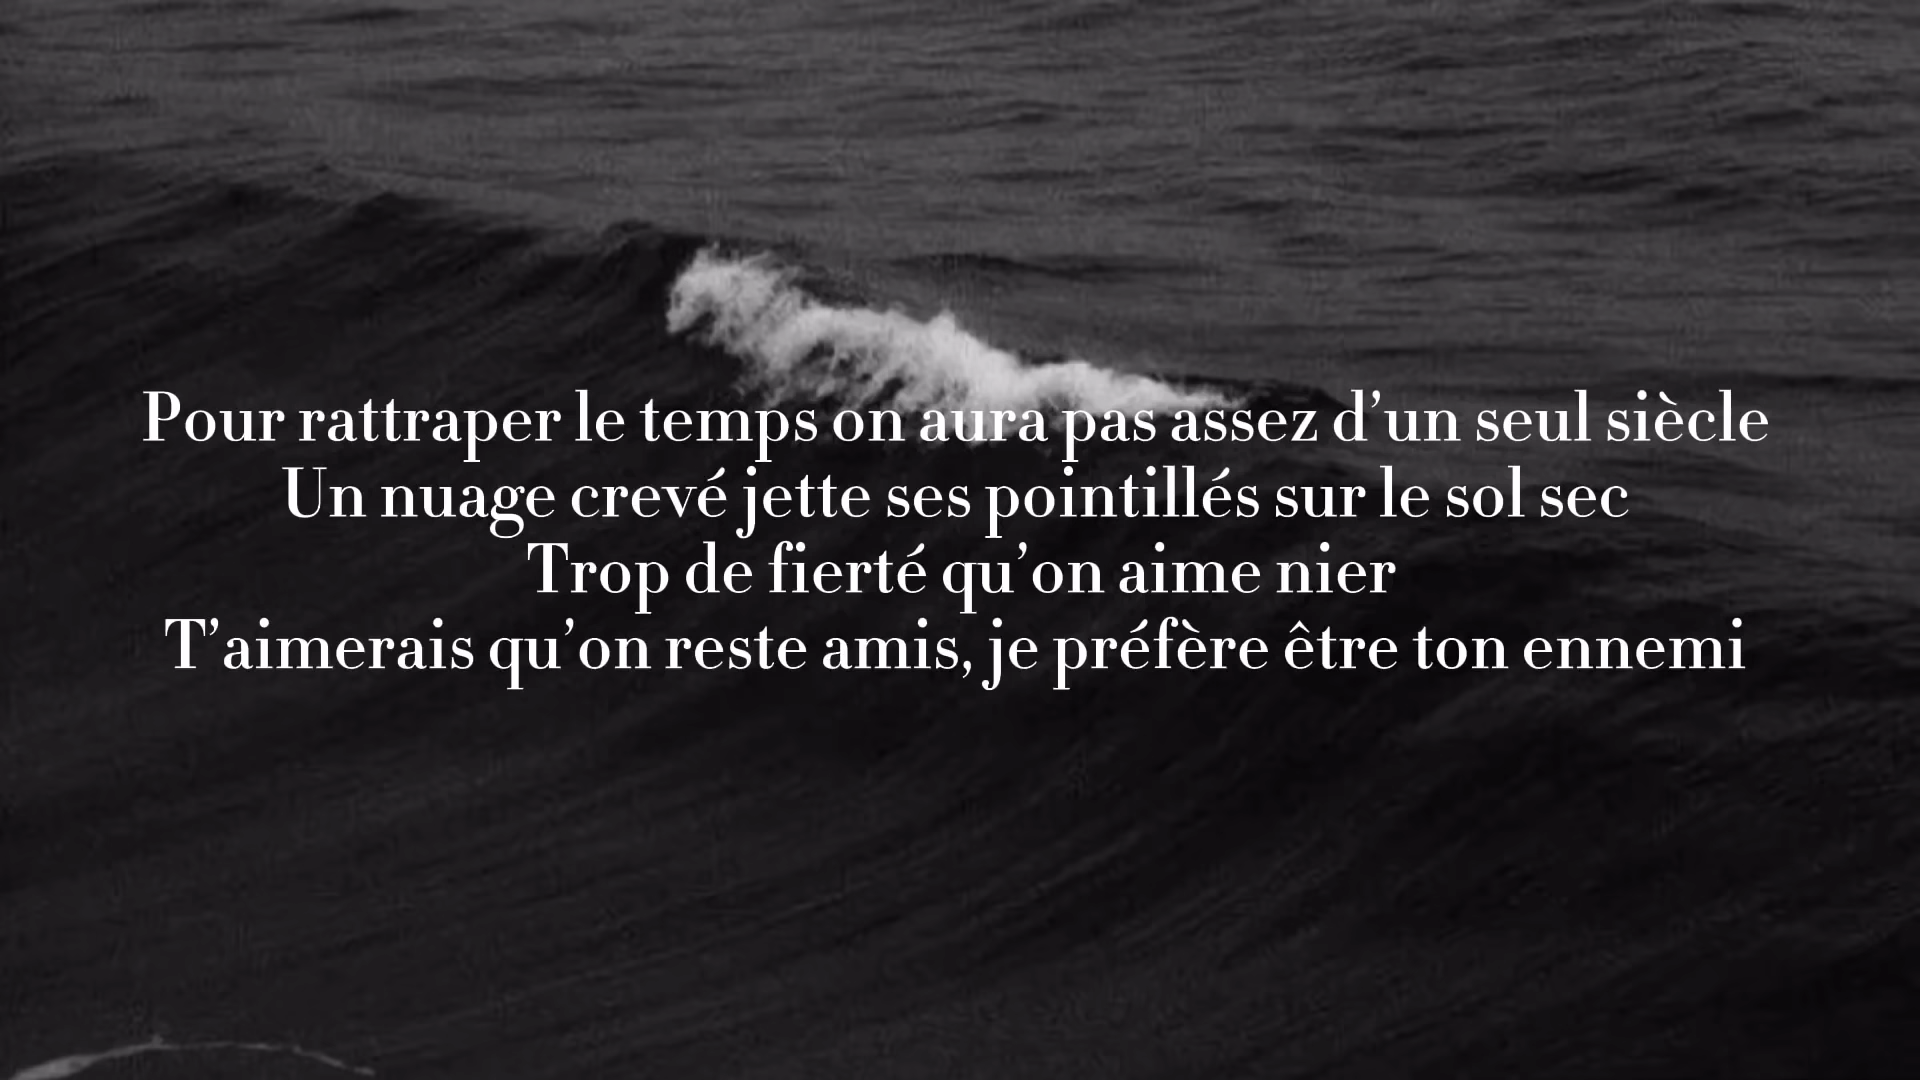 Pour rattraper le temps on aura pas assez d’un seul siècle
Un nuage crevé jette ses pointillés sur le sol sec
Trop de fierté qu’on aime nier
T’aimerais qu’on reste amis, je préfère être ton ennemi